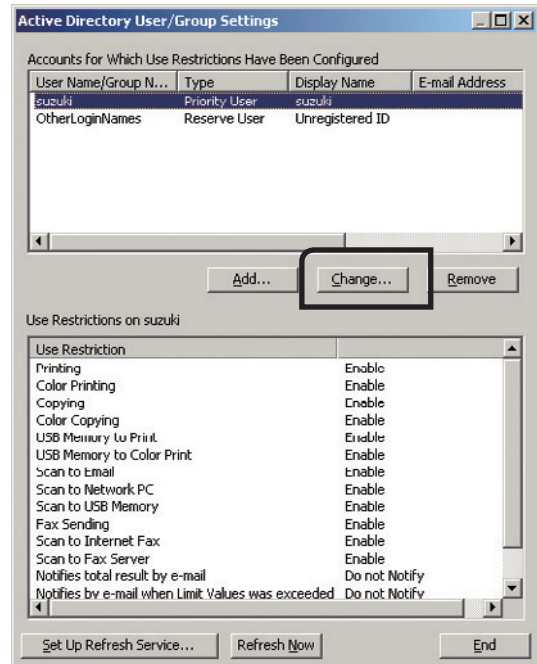 Active Directory User/Group Settings
Accounts for Which Use Restrictions Have Been Configured
User Name/Group N... Type Display Name E-mail Address
suzuki Priority User suzuki
OtherLoginNames Reserve User Unregistered ID
Add... Change... Remove
Use Restrictions on suzuki
Use Restriction
Printing Enable
Color Printing Enable
Copying Enable
Color Copying Enable
USB Memory to Print Enable
USB Memory to Color Print Enable
Scan to Email Enable
Scan to Network PC Enable
Scan to USB Memory Enable
Fax Sending Enable
Scan to Internet Fax Enable
Scan to Fax Server Enable
Notifies total result by e-mail Do not Notify
Notifies by e-mail when Limit Values was exceeded Do not Notify
Set Up Refresh Service... Refresh Now End